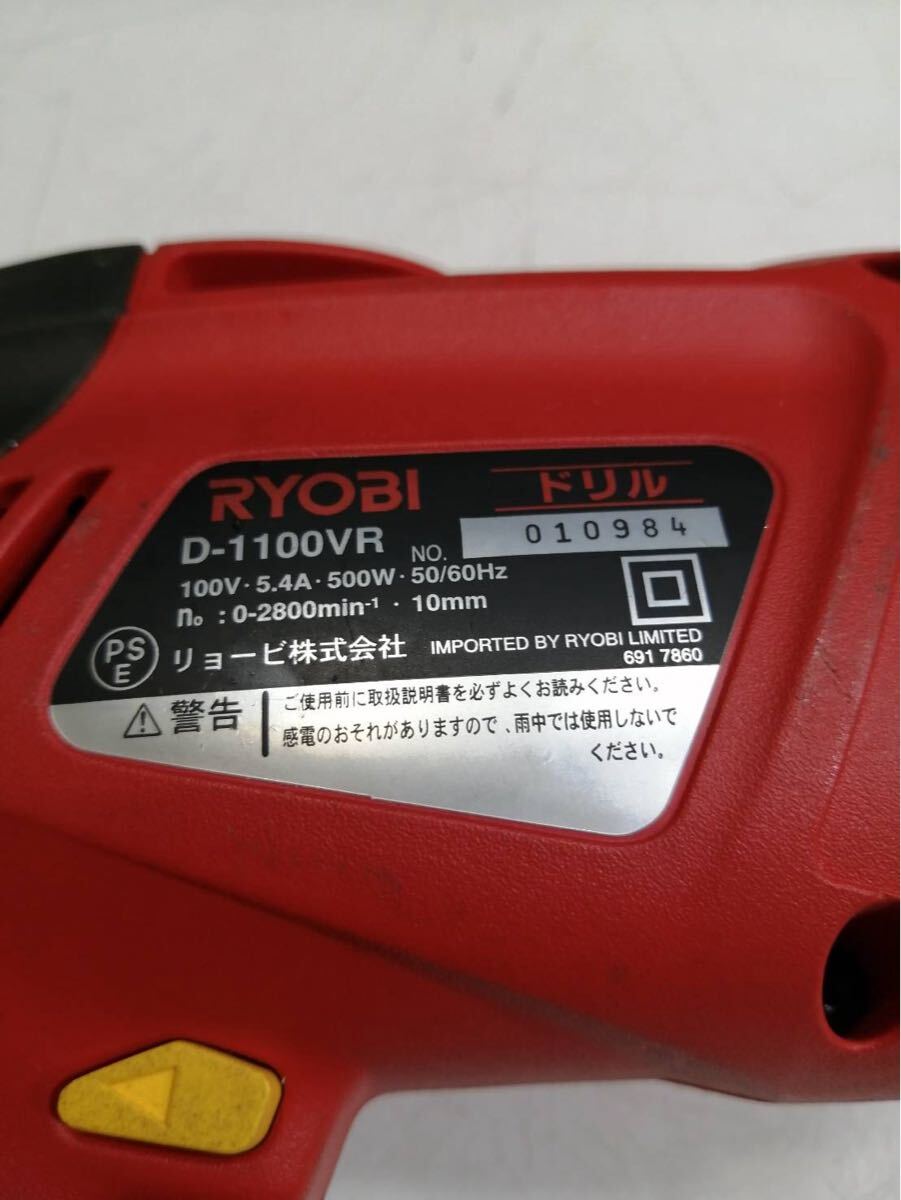 RYOBI ドリル
D-1100VR NO. 010984
100V・5.4A・500W・50/60Hz
n₀ : 0-2800min⁻¹ ・ 10mm
PS
E
リョービ株式会社 IMPORTED BY RYOBI LIMITED
691 7860
警告
ご使用前に取扱説明書を必ずよくお読みください。
感電のおそれがありますので、雨中では使用しないで
ください。